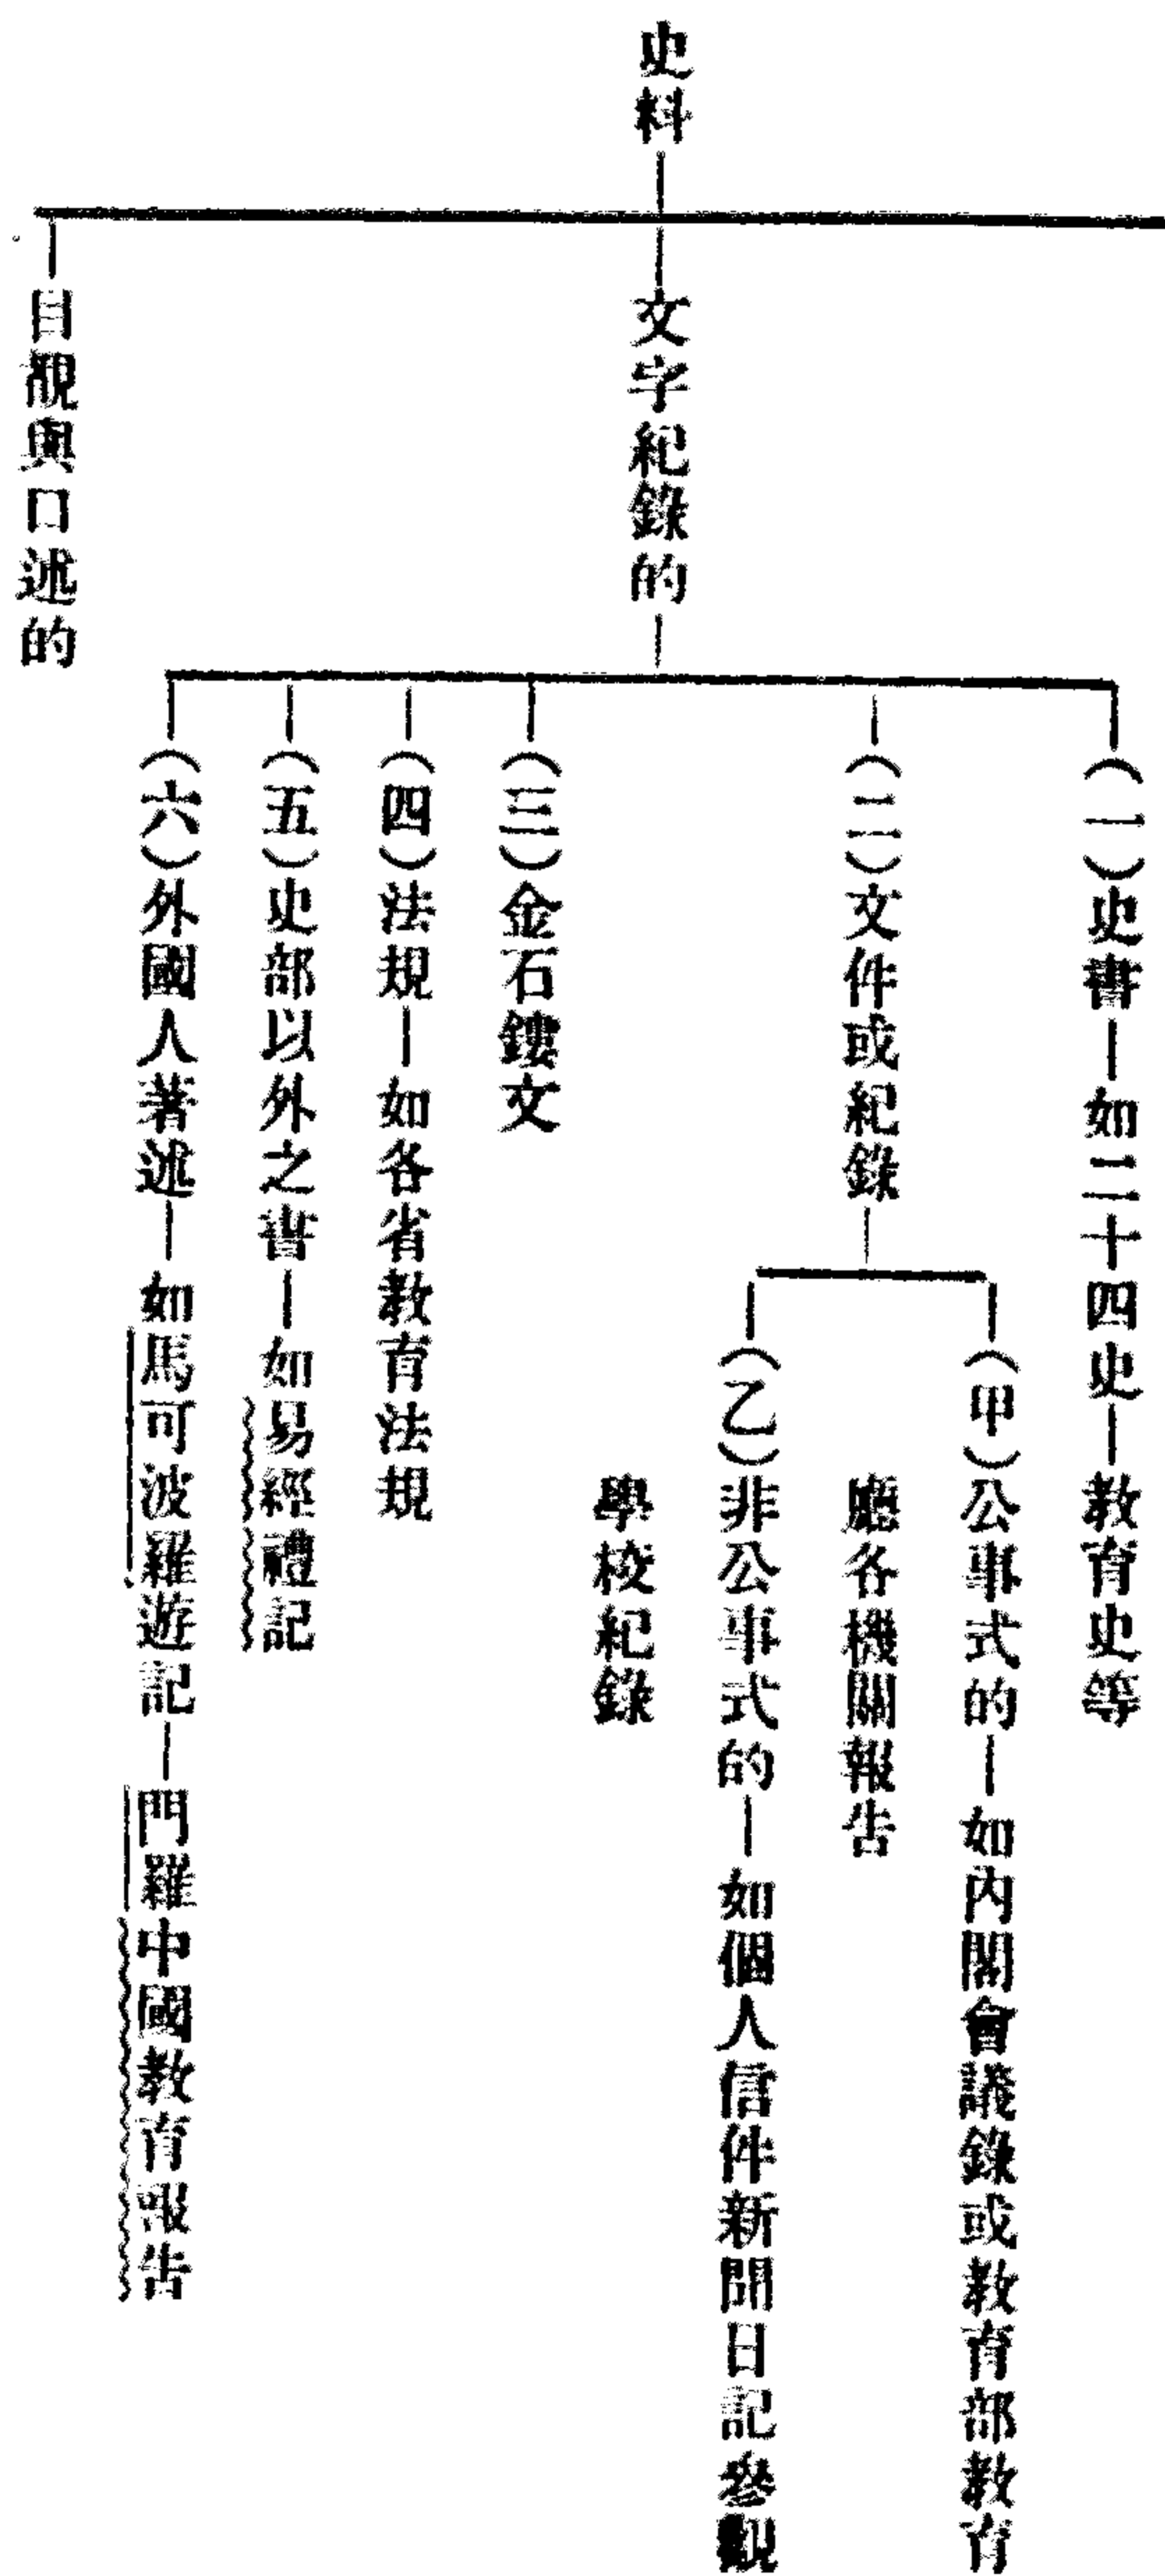 史料
文字紀錄的
(一)史書—如二十四史—教育史等
(二)文件或紀錄
(甲)公事式的—如內閣會議錄或教育部教育
廳各機關報告
(乙)非公事式的—如個人信件新聞日記參觀
學校紀錄
(三)金石鏤文
(四)法規—如各省教育法規
(五)史部以外之書—如易經禮記
(六)外國人著述—如馬可波羅遊記—門羅中國教育報告
目覩與口述的